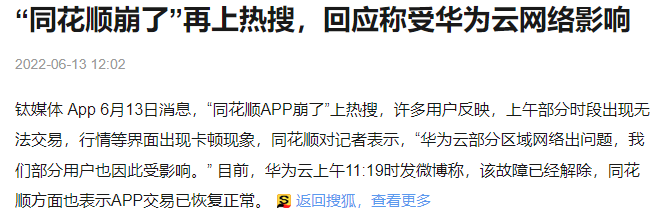 “同花顺崩了”再上热搜，回应称受华为云网络影响
2022-06-13 12:02
钛媒体 App 6月13日消息，“同花顺APP崩了”上热搜，许多用户反映，上午部分时段出现无
法交易，行情等界面出现卡顿现象，同花顺对记者表示，“华为云部分区域网络出问题，我
们部分用户也因此受影响。” 目前，华为云上午11:19时发微博称，该故障已经解除，同花
顺方面也表示APP交易已恢复正常。 S 返回搜狐，查看更多